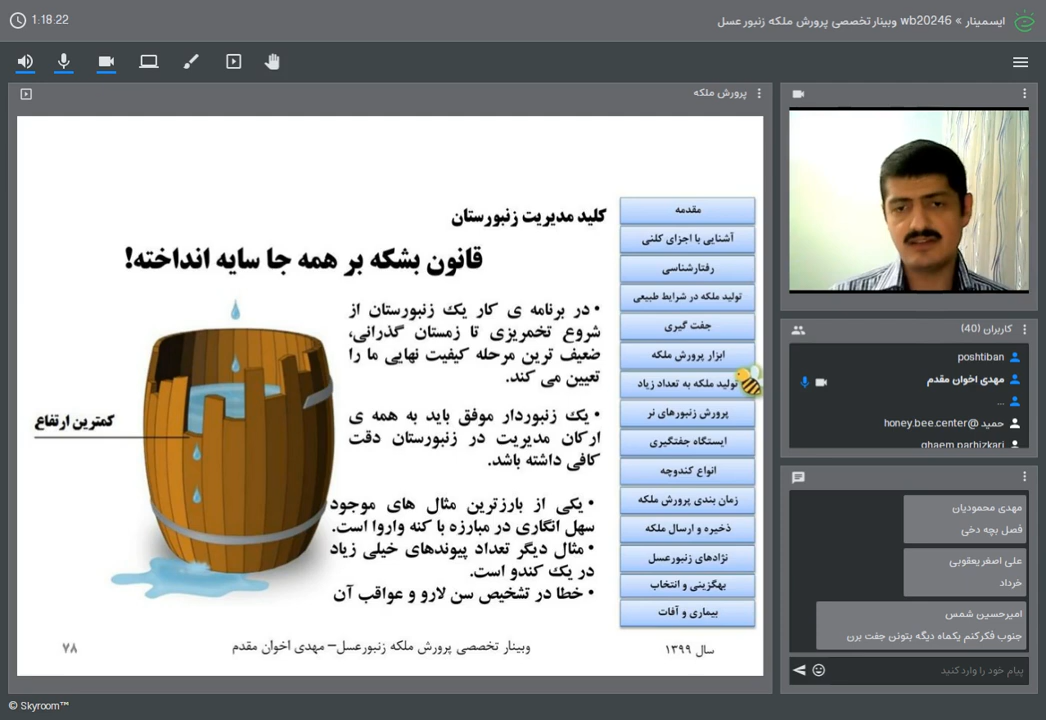 1:18:22
ایسمینار » wb20246 وبینار تخصصی پرورش ملکه زنبور عسل
پرورش ملکه
کلید مدیریت زنبورستان
قانون بشکه بر همه جا سایه انداخته!
• در برنامه ی کار یک زنبورستان از
شروع تخمریزی تا زمستان گذرانی،
ضعیف ترین مرحله کیفیت نهایی ما را
تعیین می کند.
• یک زنبوردار موفق باید به همه ی
ارکان مدیریت در زنبورستان دقت
کافی داشته باشد.
• یکی از بارزترین مثال های موجود
سهل انگاری در مبارزه با کنه واروا است.
• مثال دیگر تعداد پیوندهای خیلی زیاد
در یک کندو است.
• خطا در تشخیص سن لارو و عواقب آن
کمترین ارتفاع
مقدمه
آشنایی با اجزای کلنی
رفتارشناسی
تولید ملکه در شرایط طبیعی
جفت گیری
ابزار پرورش ملکه
تولید ملکه به تعداد زیاد
پرورش زنبورهای نر
ایستگاه جفتگیری
انواع کندوچه
زمان بندی پرورش ملکه
ذخیره و ارسال ملکه
نژادهای زنبورعسل
بهگزینی و انتخاب
بیماری و آفات
سال ۱۳۹۹
وبینار تخصصی پرورش ملکه زنبورعسل– مهدی اخوان مقدم
۷۸
کاربران (40)
poshtiban
مهدی اخوان مقدم
...
حمید @honey.bee.center
ghaem parhizkari
مهدی محمودیان
فصل بچه دخی
علی اصغر یعقوبی
خرداد
امیرحسین شمس
جنوب فکرکنم یکماه دیگه بتونن جفت برن
پیام خود را وارد کنید
© Skyroom™